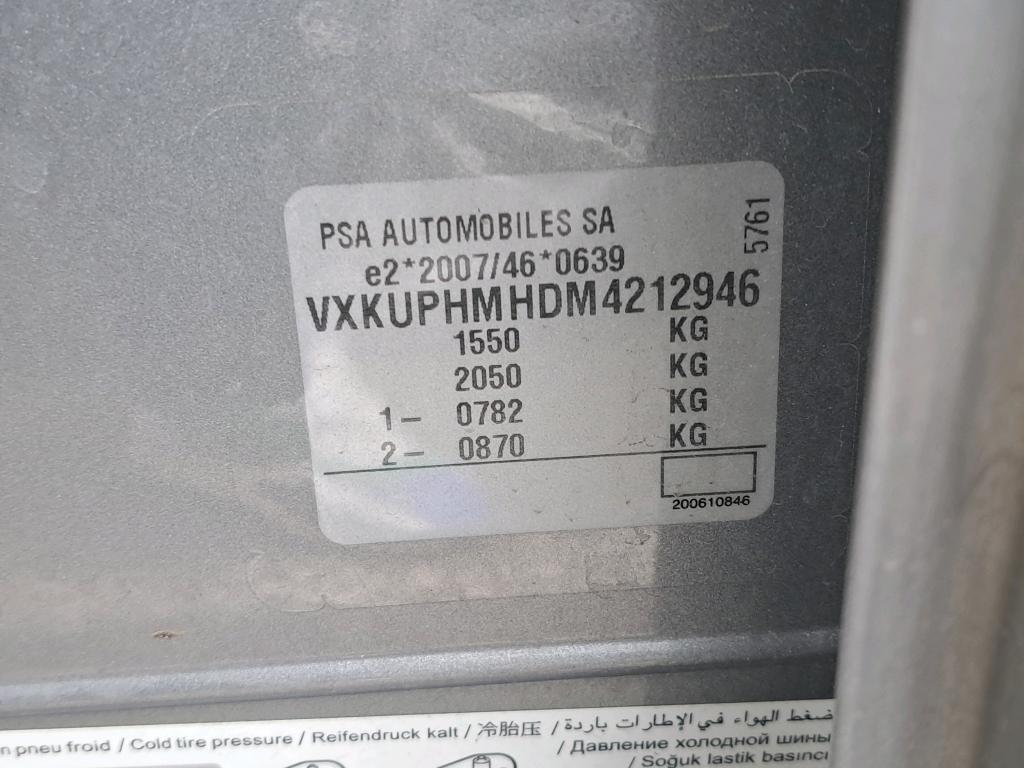 PSA AUTOMOBILES SA
5761
e2*2007/46*0639
VXKUPHMHDM4212946
1550 KG
2050 KG
1– 0782 KG
2– 0870 KG
200610846
pneu froid / Cold tire pressure / Reifendruck kalt / 冷胎压 / ضغط الهواء في الإطارات باردة
/ Давление холодной шины
/ Soğuk lastik basıncı